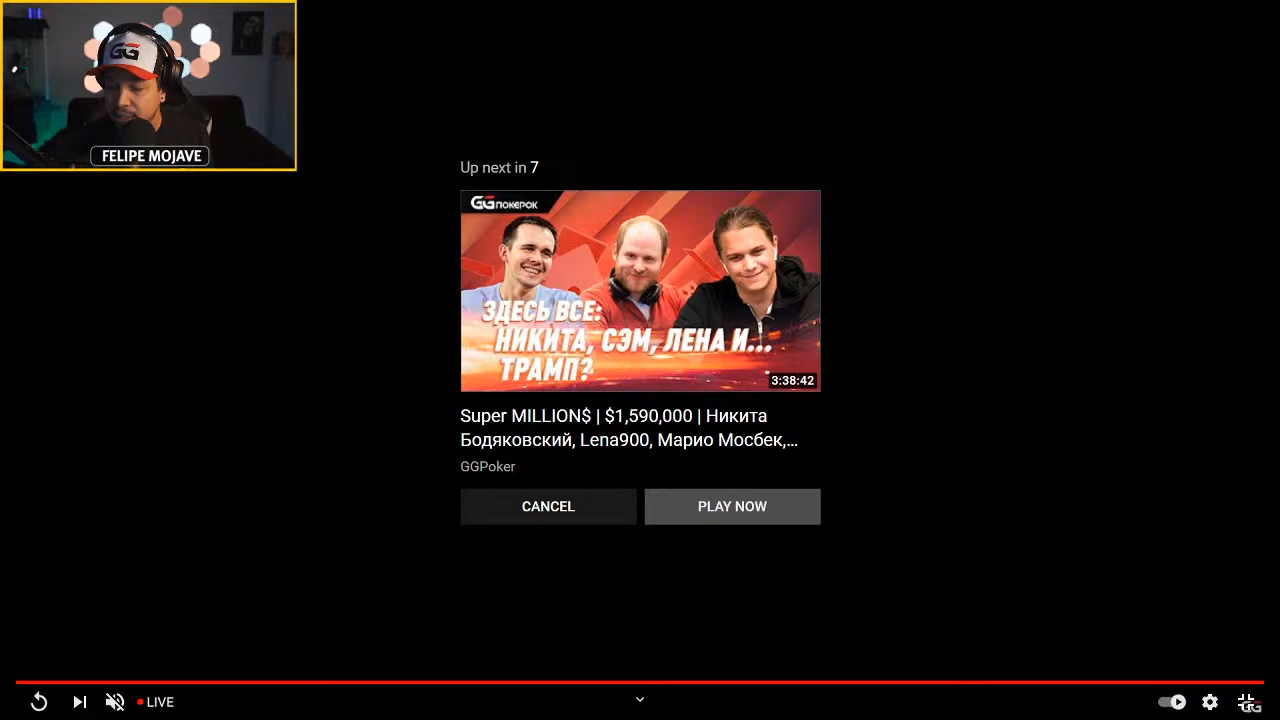 GG
FELIPE MOJAVE
Up next in 7
GGПОКЕРОК
ЗДЕСЬ ВСЕ:
НИКИТА, СЭМ, ЛЕНА И...
ТРАМП?
3:38:42
Super MILLION$ | $1,590,000 | Никита
Бодяковский, Lena900, Марио Мосбек,...
GGPoker
CANCEL
PLAY NOW
LIVE
GG